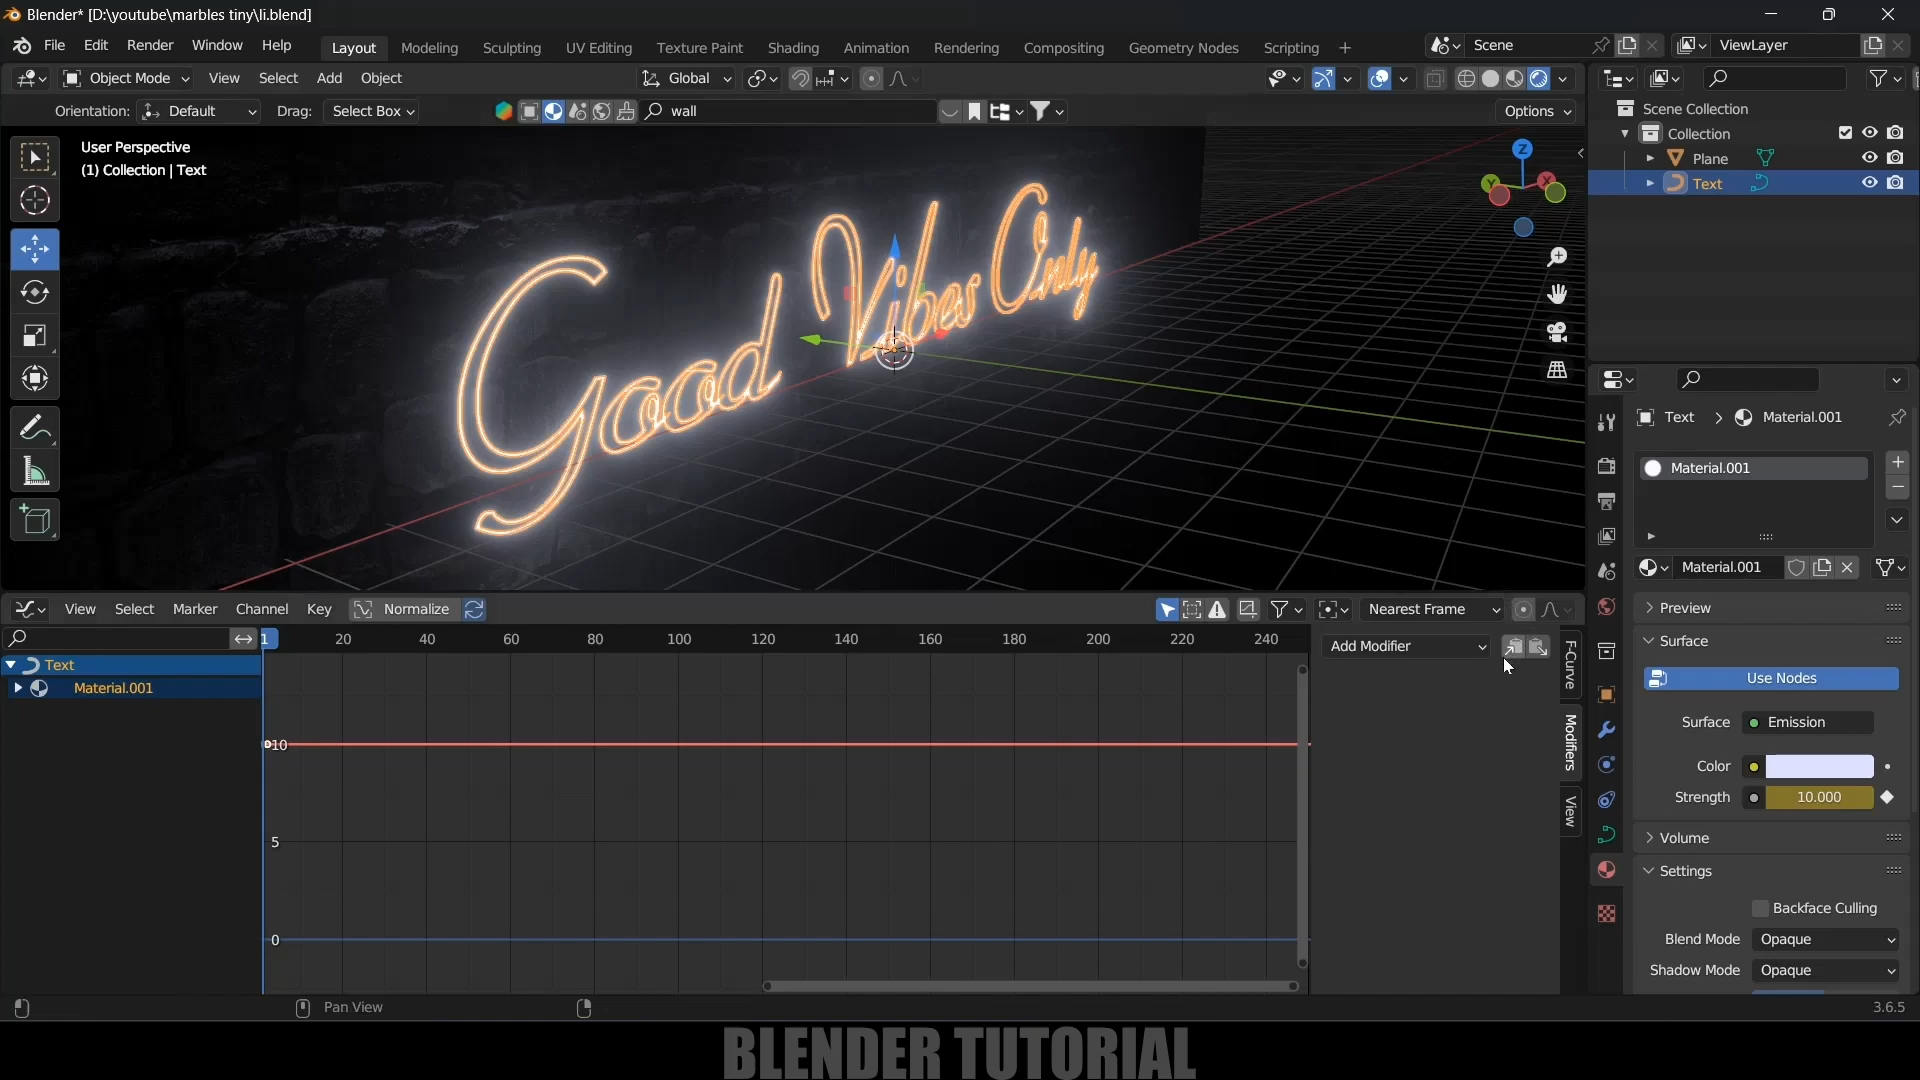 Blender* [D:\youtube\marbles tiny\li.blend]
File Edit Render Window Help Layout Modeling Sculpting UV Editing Texture Paint Shading Animation Rendering Compositing Geometry Nodes Scripting + Scene ViewLayer
Object Mode View Select Add Object Global
Orientation: Default Drag: Select Box wall Options
User Perspective
(1) Collection | Text
Z
Y
X
Good Vibes Only
Scene Collection
Collection
Plane
Text
Text > Material.001
Material.001
Material.001
Preview
Surface
Use Nodes
Surface Emission
Color
Strength 10.000
Volume
Settings
Backface Culling
Blend Mode Opaque
Shadow Mode Opaque
View Select Marker Channel Key Normalize Nearest Frame
1 20 40 60 80 100 120 140 160 180 200 220 240
Add Modifier
F-Curve
Modifiers
View
Text
Material.001
10
5
0
Pan View
3.6.5
BLENDER TUTORIAL